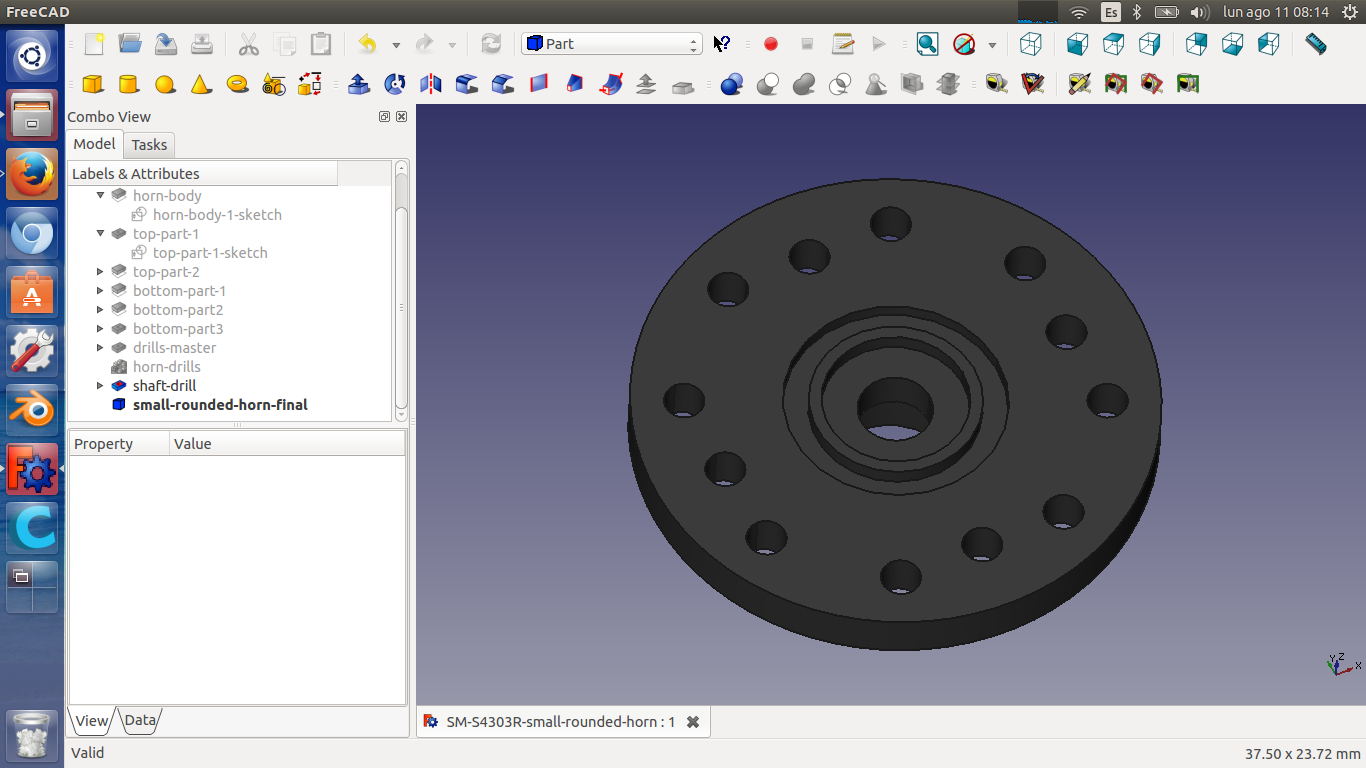 FreeCAD
Es
lun ago 11 08:14
Part
Combo View
Model
Tasks
Labels & Attributes
horn-body
horn-body-1-sketch
top-part-1
top-part-1-sketch
top-part-2
bottom-part-1
bottom-part2
bottom-part3
drills-master
horn-drills
shaft-drill
small-rounded-horn-final
Property
Value
View
Data
Y
Z
X
SM-S4303R-small-rounded-horn : 1
Valid
37.50 x 23.72 mm